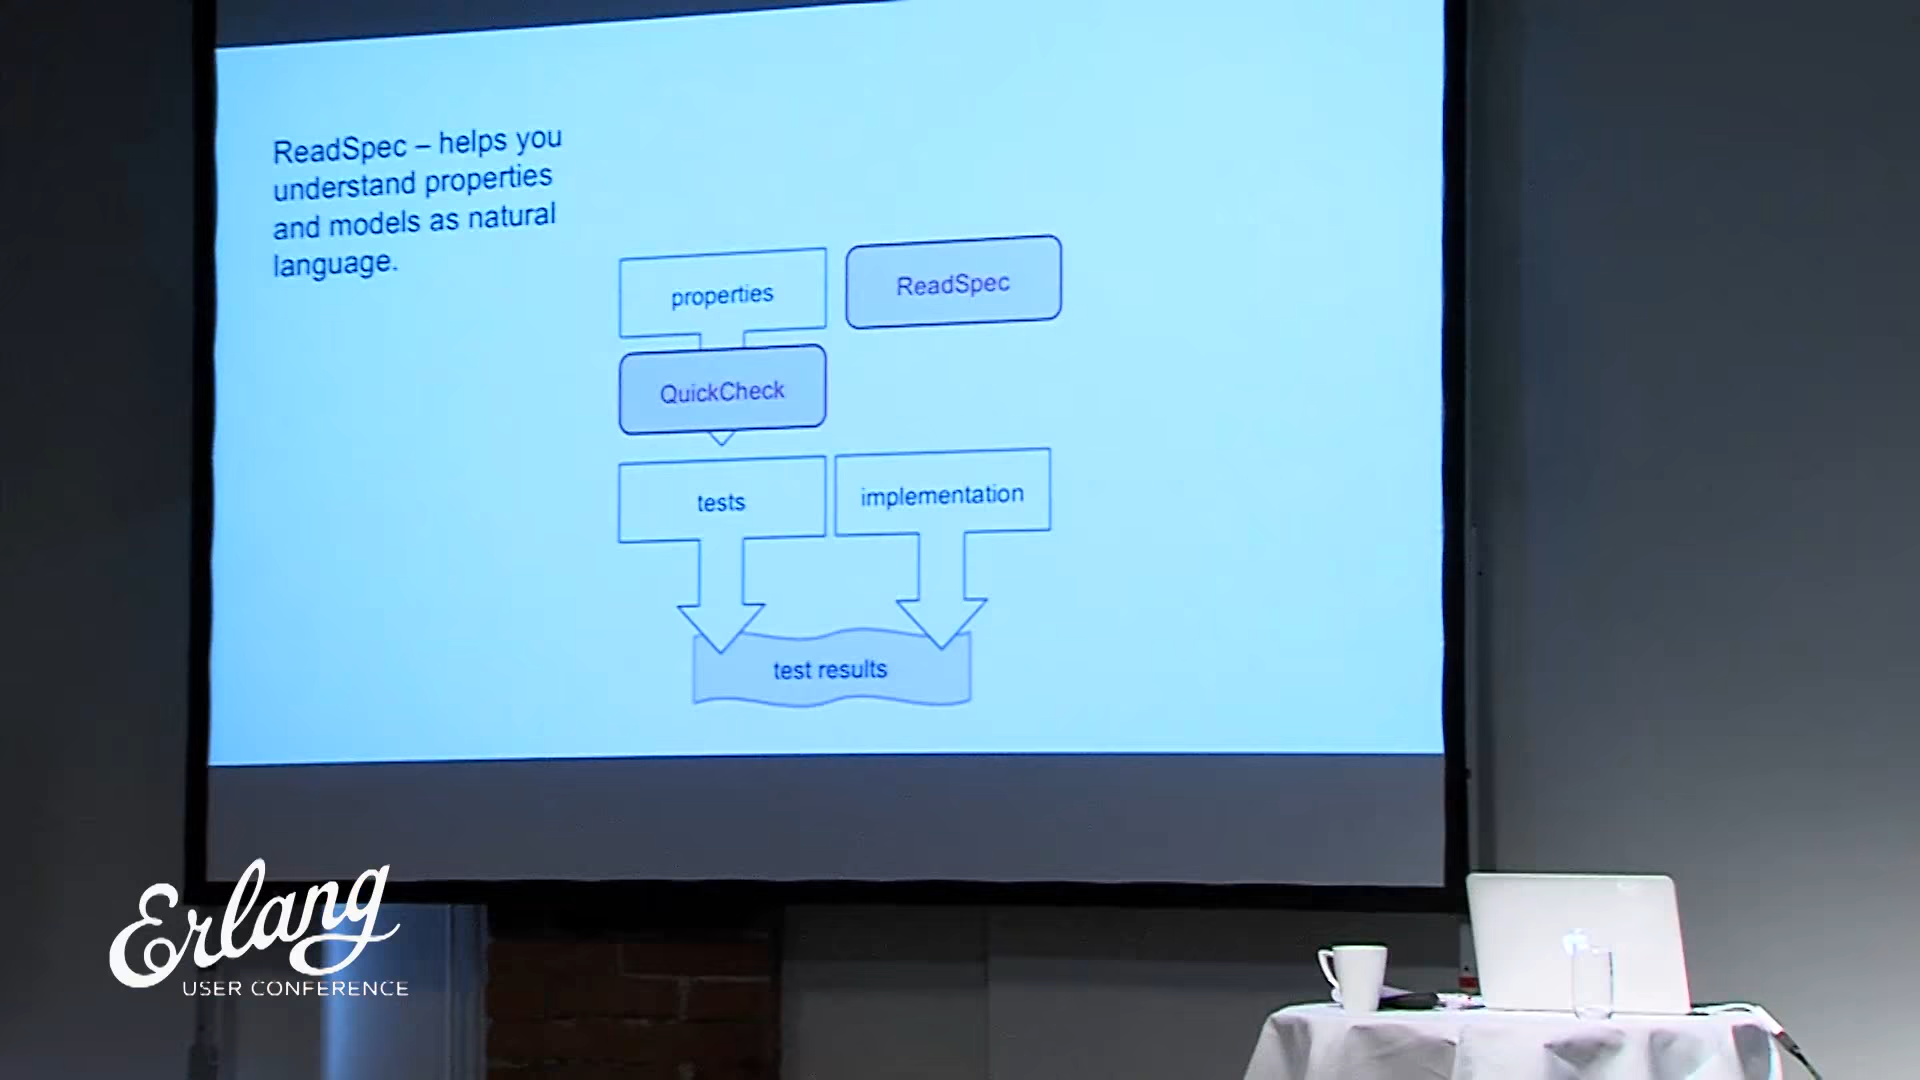 ReadSpec – helps you
understand properties
and models as natural
language.
properties
ReadSpec
QuickCheck
tests
implementation
test results
Erlang
USER CONFERENCE